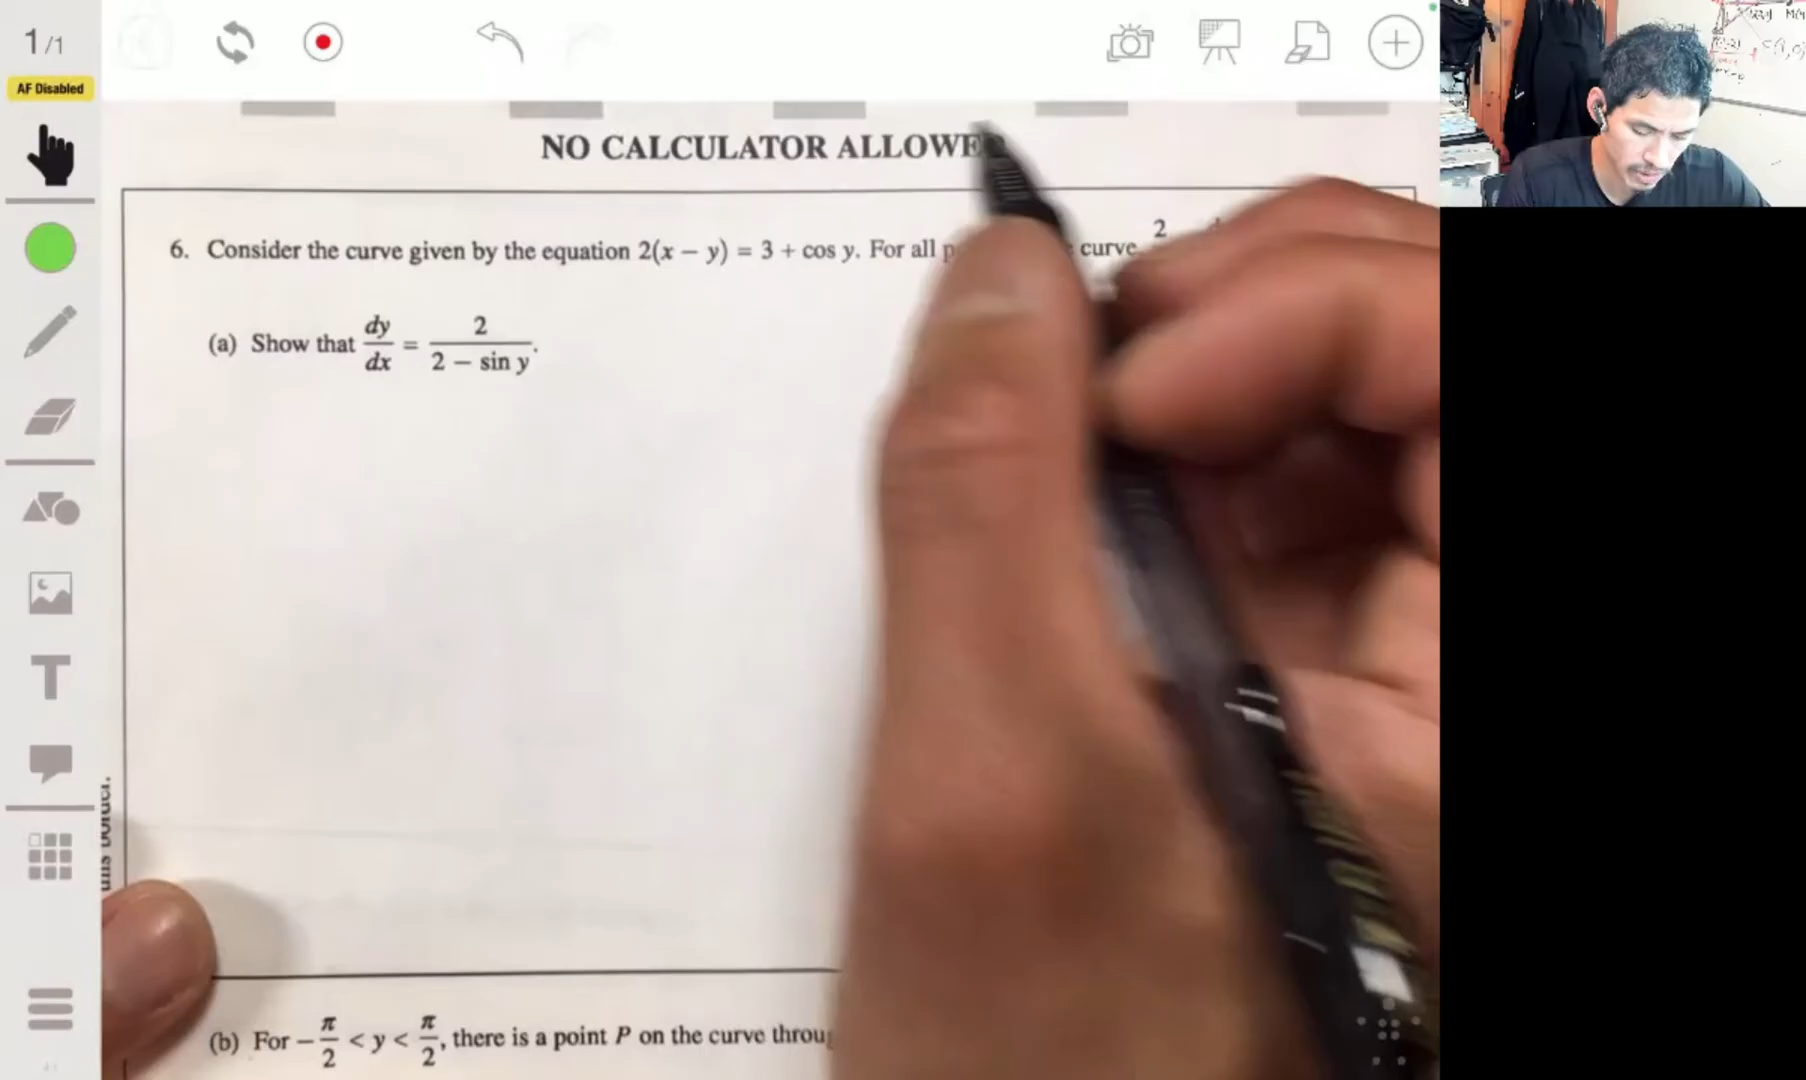 1/1
AF Disabled
NO CALCULATOR ALLOWE
6. Consider the curve given by the equation 2(x − y) = 3 + cos y. For all curve, 2
(a) Show that dy/dx = 2/(2 − sin y).
this border.
(b) For −π/2 < y < π/2, there is a point P on the curve
T